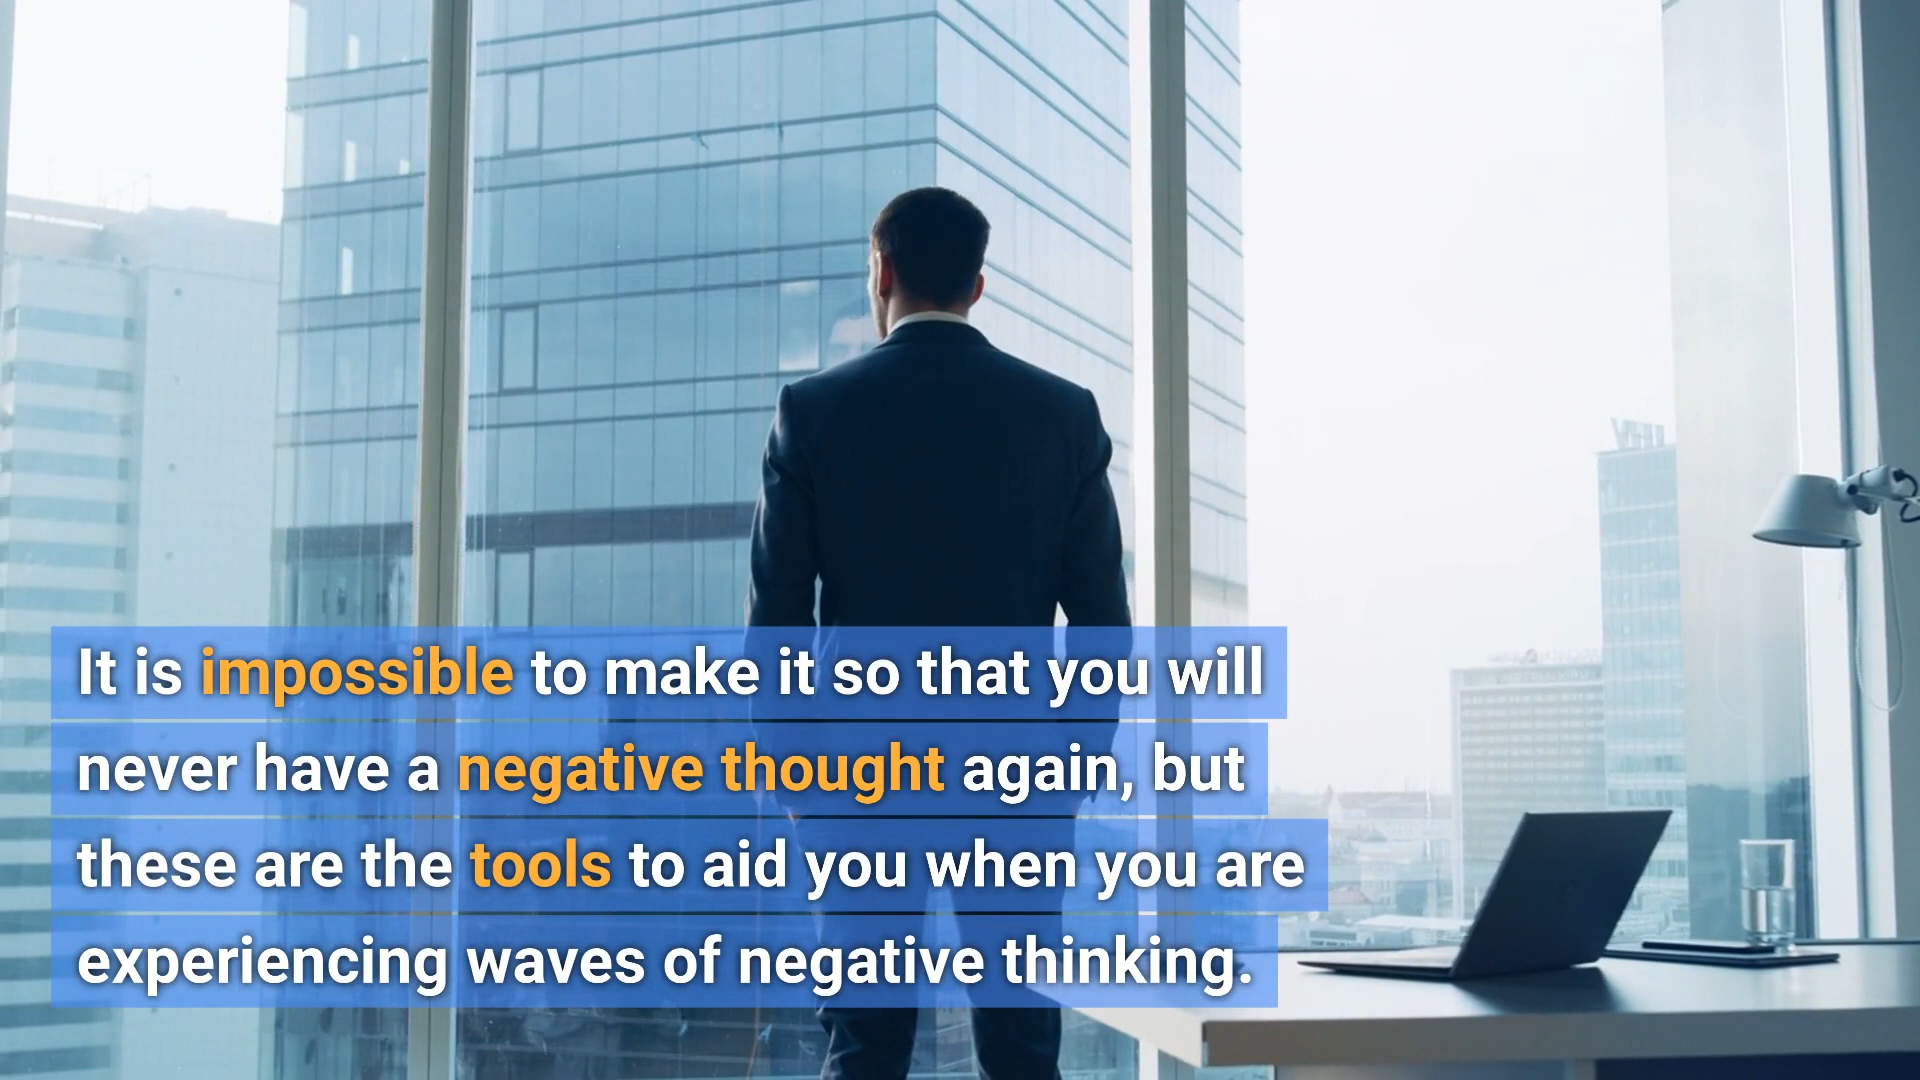 It is impossible to make it so that you will
never have a negative thought again, but
these are the tools to aid you when you are
experiencing waves of negative thinking.